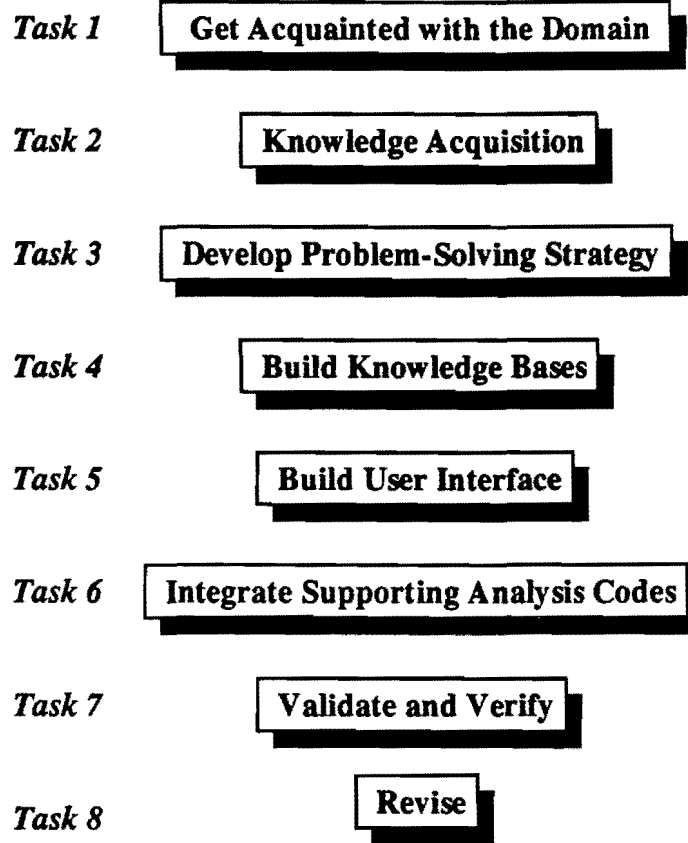 Task 1 Get Acquainted with the Domain
Task 2 Knowledge Acquisition
Task 3 Develop Problem-Solving Strategy
Task 4 Build Knowledge Bases
Task 5 Build User Interface
Task 6 Integrate Supporting Analysis Codes
Task 7 Validate and Verify
Task 8 Revise